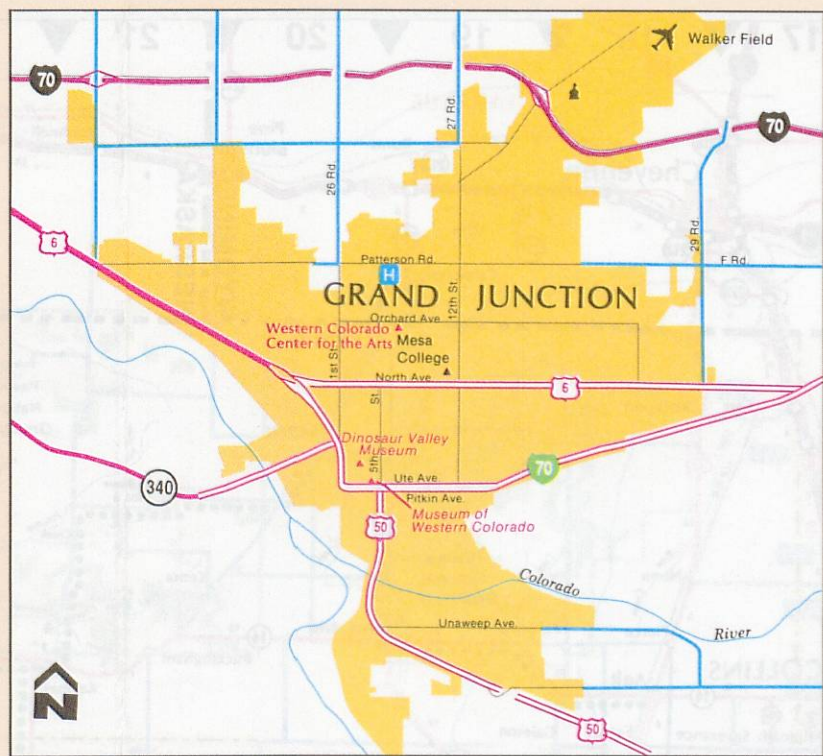 Walker Field
70
70
27 Rd.
26 Rd.
29 Rd.
6
Patterson Rd.
F Rd.
H
GRAND JUNCTION
12th St.
Orchard Ave
Western Colorado
Center for the Arts
Mesa
College
1st St.
North Ave.
6
St.
5th
Dinosaur Valley
Museum
70
340
Ute Ave.
Pitkin Ave.
Museum of
Western Colorado
50
Colorado
River
Unaweep Ave.
N
50